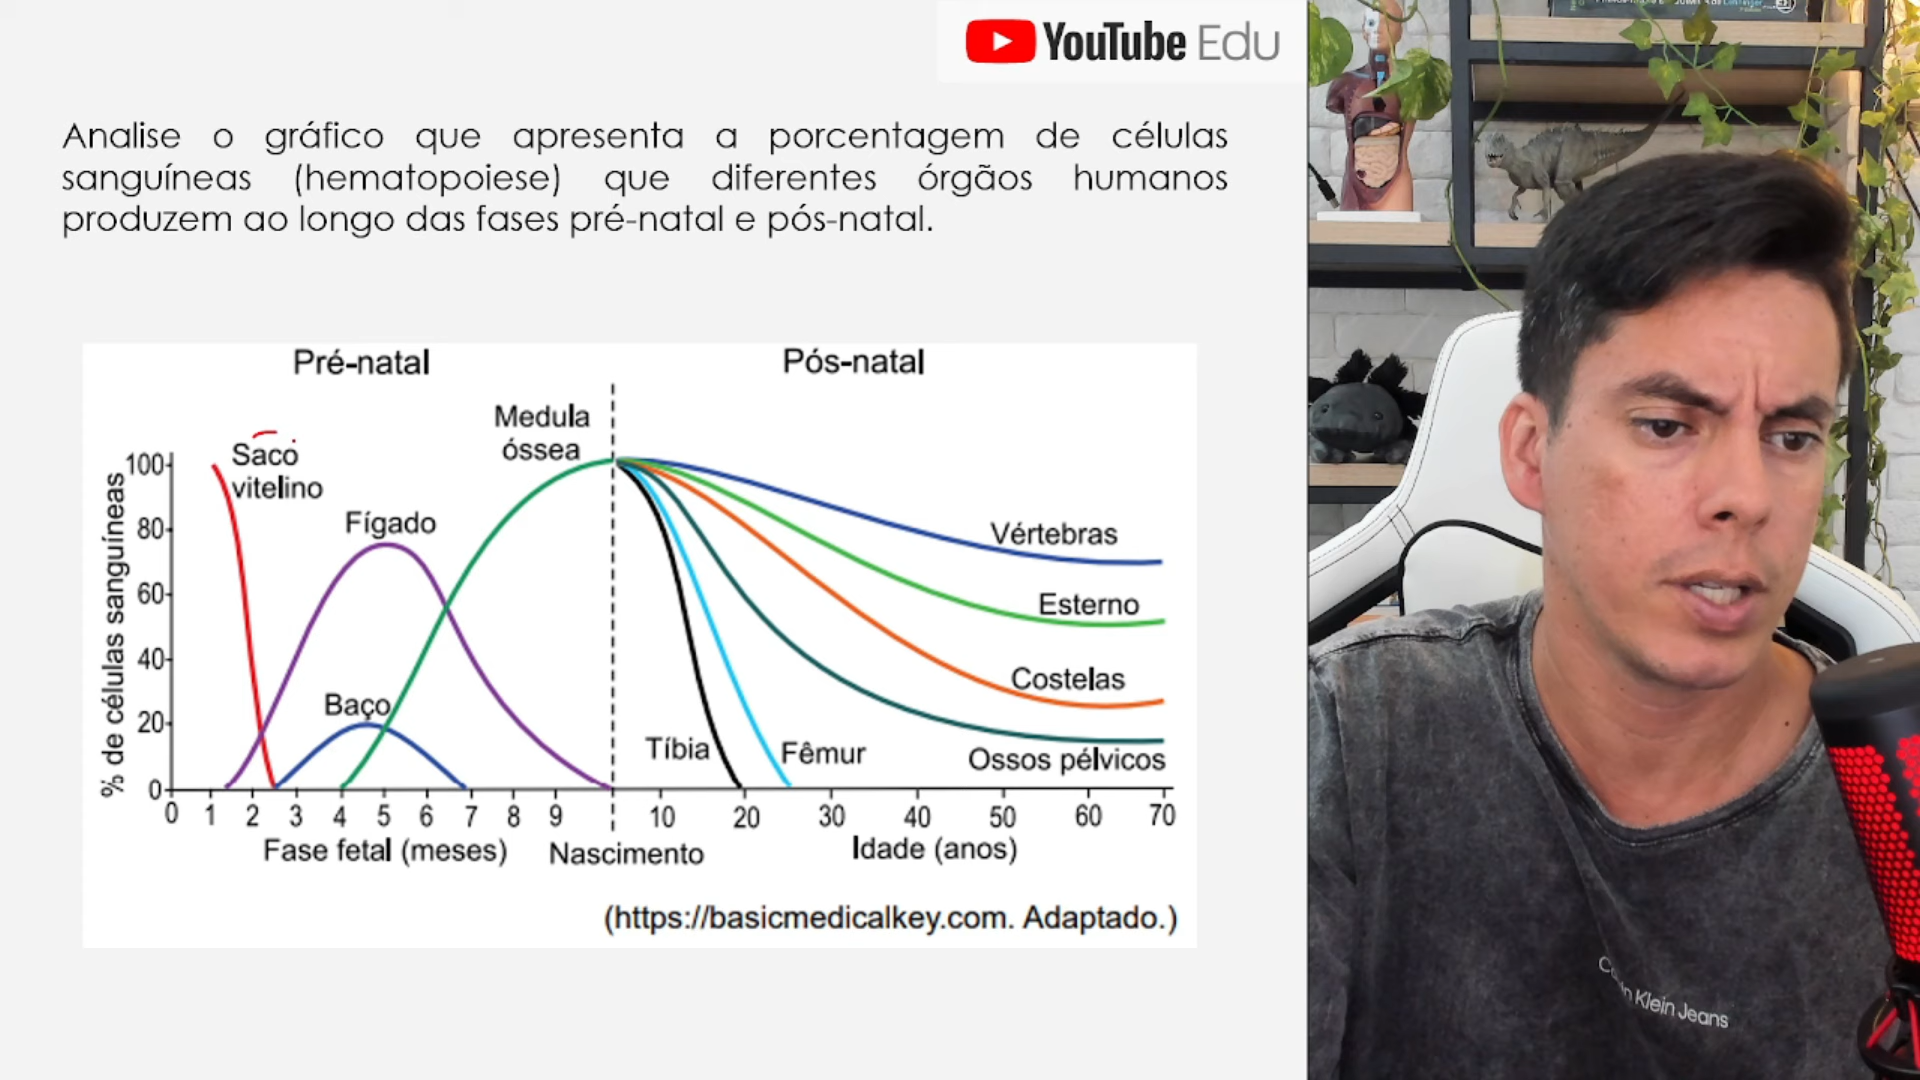 YouTube Edu
Analise o gráfico que apresenta a porcentagem de células
sanguíneas (hematopoiese) que diferentes órgãos humanos
produzem ao longo das fases pré-natal e pós-natal.
Pré-natal
Pós-natal
Medula
óssea
Saco
vitelino
Fígado
Baço
Vértebras
Esterno
Costelas
Ossos pélvicos
Tíbia
Fêmur
% de células sanguíneas
100
80
60
40
20
0
0 1 2 3 4 5 6 7 8 9 10 20 30 40 50 60 70
Fase fetal (meses) Nascimento Idade (anos)
(https://basicmedicalkey.com. Adaptado.)
Klein Jeans